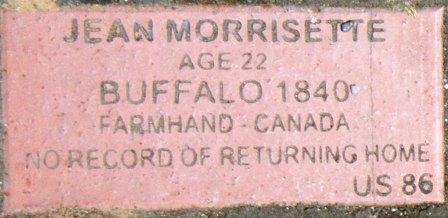 JEAN MORRISETTE
AGE 22
BUFFALO 1840
FARMHAND - CANADA
NO RECORD OF RETURNING HOME
US 86